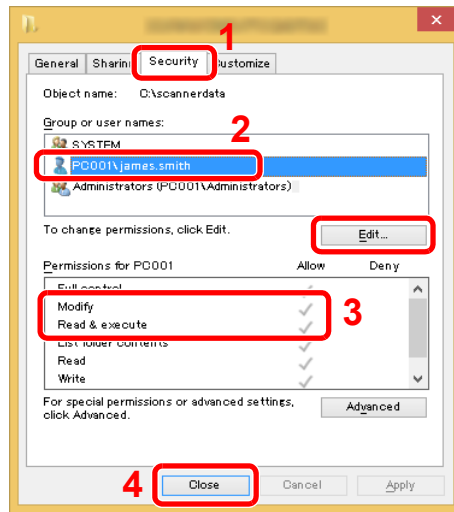 1
General Sharing Security Customize
Object name: C:\scannerdata
Group or user names:
2
SYSTEM
PC001\james.smith
Administrators (PC001\Administrators)
To change permissions, click Edit.
Edit...
Permissions for PC001 Allow Deny
Full control
Modify
3
Read & execute
List folder contents
Read
Write
For special permissions or advanced settings,
click Advanced.
Advanced
4
Close Cancel Apply